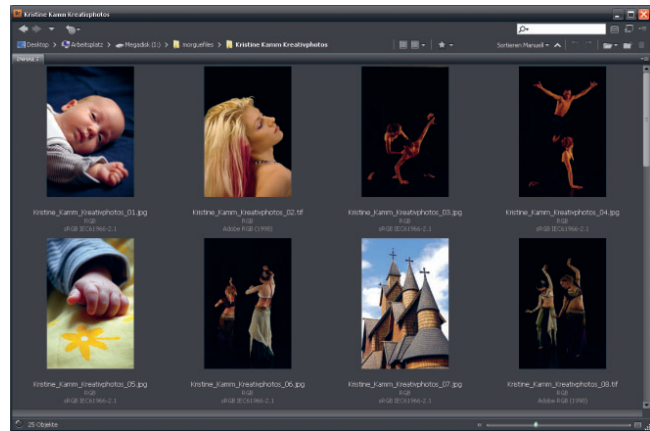 Kristine Kamm Kreativphotos
Desktop > Arbeitsplatz > Megadisk (I:) > morguefiles > Kristine Kamm Kreativphotos
Sortieren Manuell
Kristine_Kamm_Kreativphotos_01.jpg
RGB
sRGB IEC61966-2.1
Kristine_Kamm_Kreativphotos_02.tif
RGB
Adobe RGB (1998)
Kristine_Kamm_Kreativphotos_03.jpg
RGB
sRGB IEC61966-2.1
Kristine_Kamm_Kreativphotos_04.jpg
RGB
sRGB IEC61966-2.1
Kristine_Kamm_Kreativphotos_05.jpg
RGB
sRGB IEC61966-2.1
Kristine_Kamm_Kreativphotos_06.jpg
RGB
sRGB IEC61966-2.1
Kristine_Kamm_Kreativphotos_07.jpg
RGB
sRGB IEC61966-2.1
Kristine_Kamm_Kreativphotos_08.tif
RGB
Adobe RGB (1998)
25 Objekte